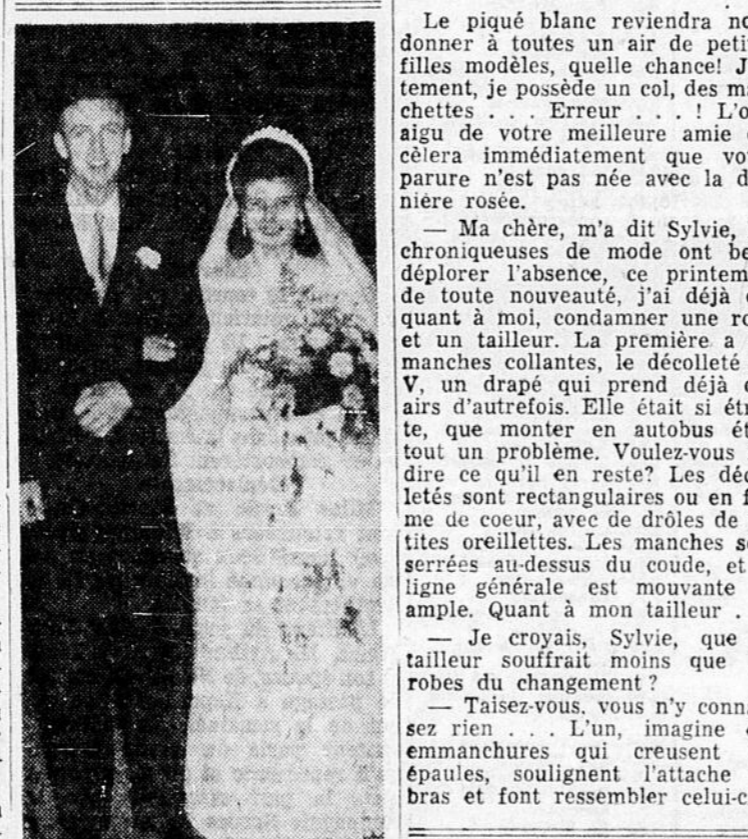 Le piqué blanc reviendra no
donner à toutes un air de petit
filles modèles, quelle chance! J
tement, je possède un col, des ma
chettes . . . Erreur . . . ! L'o
aigu de votre meilleure amie
cèlera immédiatement que vo
parure n'est pas née avec la d
nière rosée.
— Ma chère, m'a dit Sylvie,
chroniqueuses de mode ont be
déplorer l'absence, ce printem
de toute nouveauté, j'ai déjà
quant à moi, condamner une ro
et un tailleur. La première a
manches collantes, le décolleté
V, un drapé qui prend déjà
airs d'autrefois. Elle était si étr
te, que monter en autobus ét
tout un problème. Voulez-vous
dire ce qu'il en reste? Les déc
letés sont rectangulaires ou en f
me de coeur, avec de drôles de
tites oreillettes. Les manches s
serrées au-dessus du coude, et
ligne générale est mouvante
ample. Quant à mon tailleur .
— Je croyais, Sylvie, que
tailleur souffrait moins que
robes du changement?
— Taisez-vous, vous n'y conna
sez rien . . . L'un, imagine
emmanchures qui creusent
épaules, soulignent l'attache
bras et font ressembler celui-c